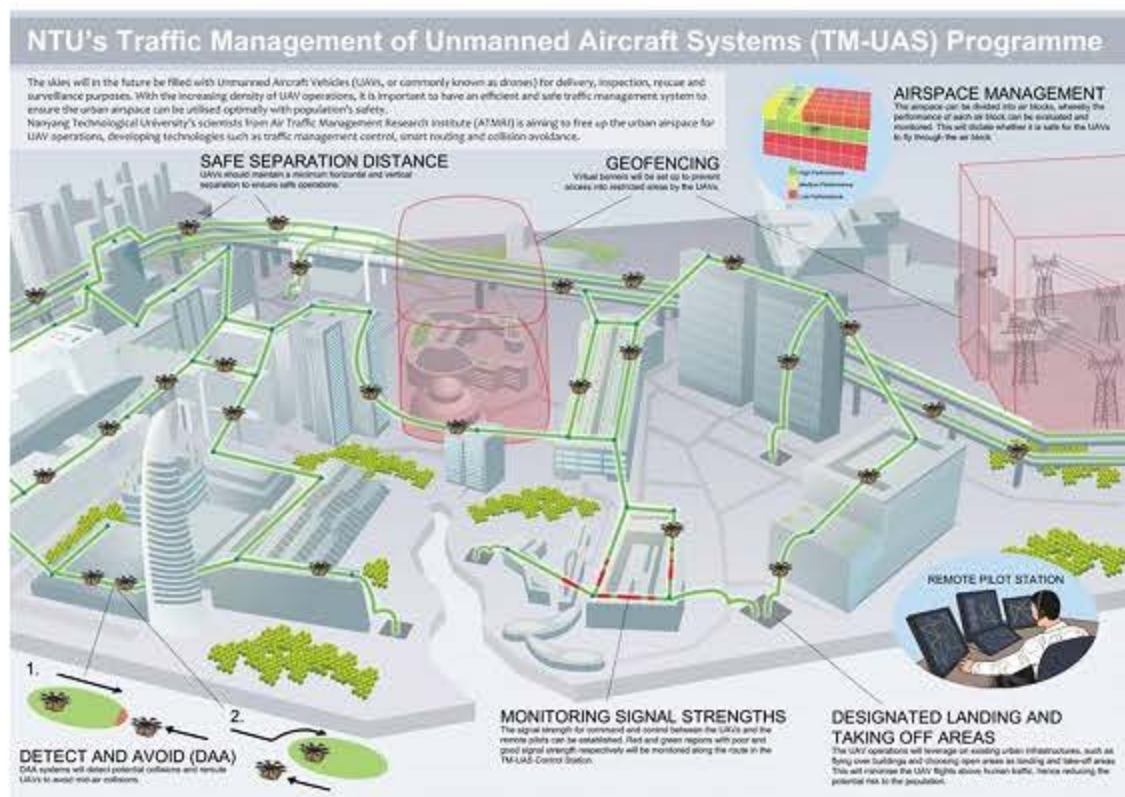 NTU's Traffic Management of Unmanned Aircraft Systems (TM-UAS) Programme
The skies will in the future be filled with Unmanned Aircraft Vehicles (UAVs, or commonly known as drones) for delivery, inspection, rescue and
surveillance purposes. With the increasing density of UAV operations, it is important to have an efficient and safe traffic management system to
ensure the urban airspace can be utilised optimally with population's safety.
Nanyang Technological University's scientists from Air Traffic Management Research Institute (ATMRI) is aiming to free up the urban airspace for
UAV operations, developing technologies such as traffic management control, smart routing and collision avoidance.
AIRSPACE MANAGEMENT
The airspace can be divided into air blocks, whereby the
performance of each air block can be evaluated and
monitored. This will dictate whether it is safe for the UAVs
to fly through the air block.
High Performance
Medium Performance
Low Performance
SAFE SEPARATION DISTANCE
UAVs should maintain a minimum horizontal and vertical
separation to ensure safe operations.
GEOFENCING
Virtual barriers will be set up to prevent
access into restricted areas by the UAVs.
REMOTE PILOT STATION
1.
2.
DETECT AND AVOID (DAA)
DAA systems will detect potential collisions and reroute
UAVs to avoid mid-air collisions.
MONITORING SIGNAL STRENGTHS
The signal strength for command and control between the UAVs and the
remote pilots can be established. Red and green regions with poor and
good signal strength respectively will be monitored along the route in the
TM-UAS Control Station.
DESIGNATED LANDING AND
TAKING OFF AREAS
The UAV operations will leverage on existing urban infrastructures, such as
flying over buildings and choosing open areas as landing and take-off areas.
This will minimise the UAV flights above human traffic, hence reducing the
potential risk to the population.